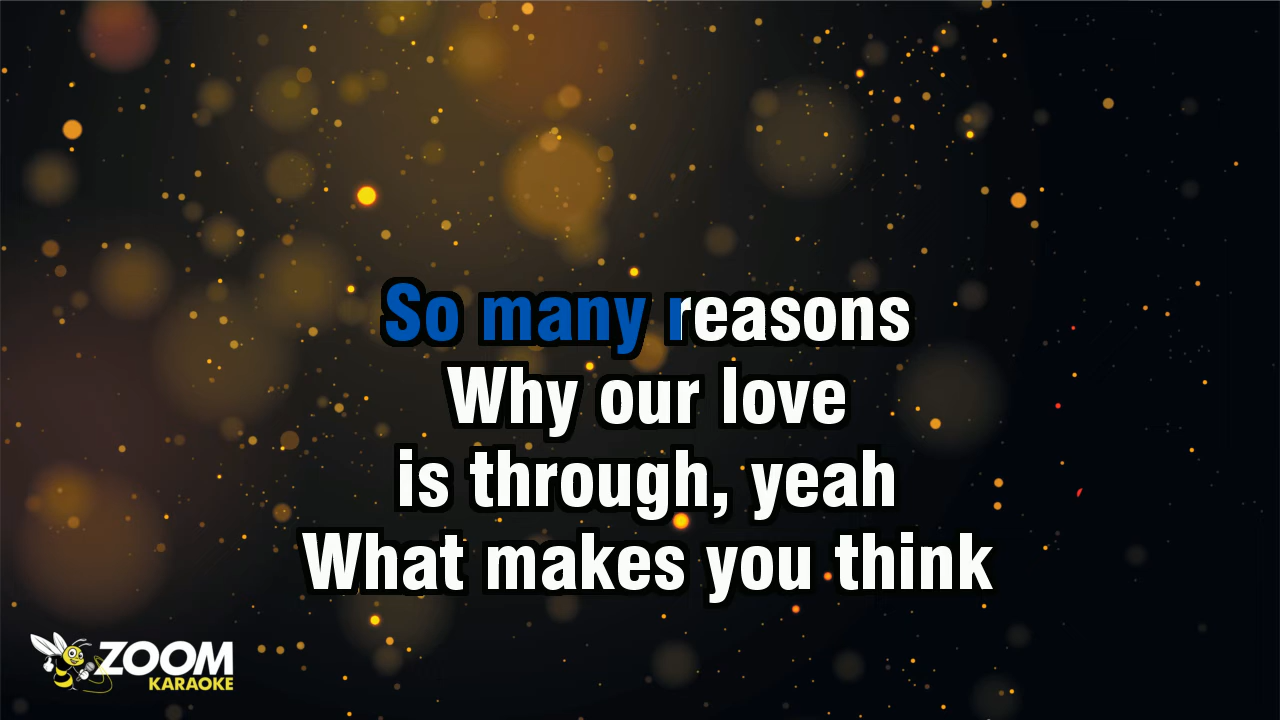 So many reasons
Why our love
is through, yeah
What makes you think
ZOOM
KARAOKE